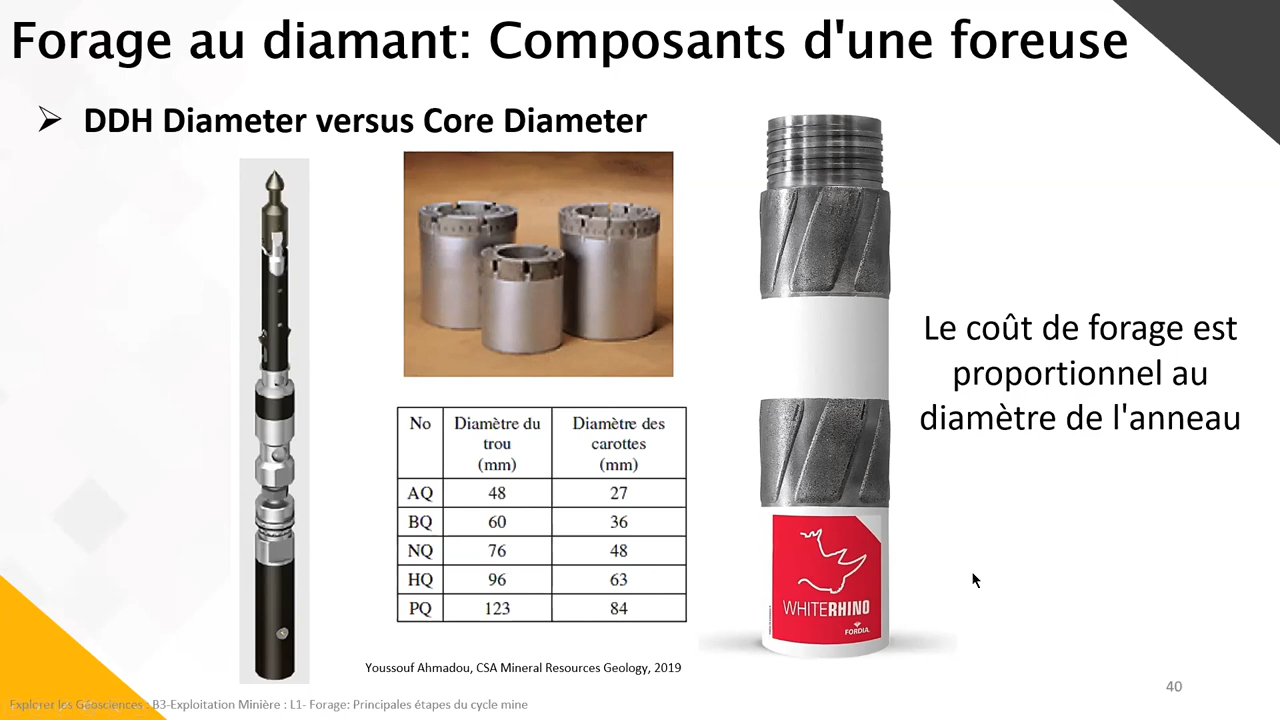 Forage au diamant: Composants d'une foreuse
DDH Diameter versus Core Diameter
No Diamètre du trou (mm) Diamètre des carottes (mm)
AQ 48 27
BQ 60 36
NQ 76 48
HQ 96 63
PQ 123 84
Youssouf Ahmadou, CSA Mineral Resources Geology, 2019
WHITERHINO
FORDIA
Le coût de forage est
proportionnel au
diamètre de l'anneau
40
Explorer les Géosciences : B3-Exploitation Minière : L1- Forage: Principales étapes du cycle mine